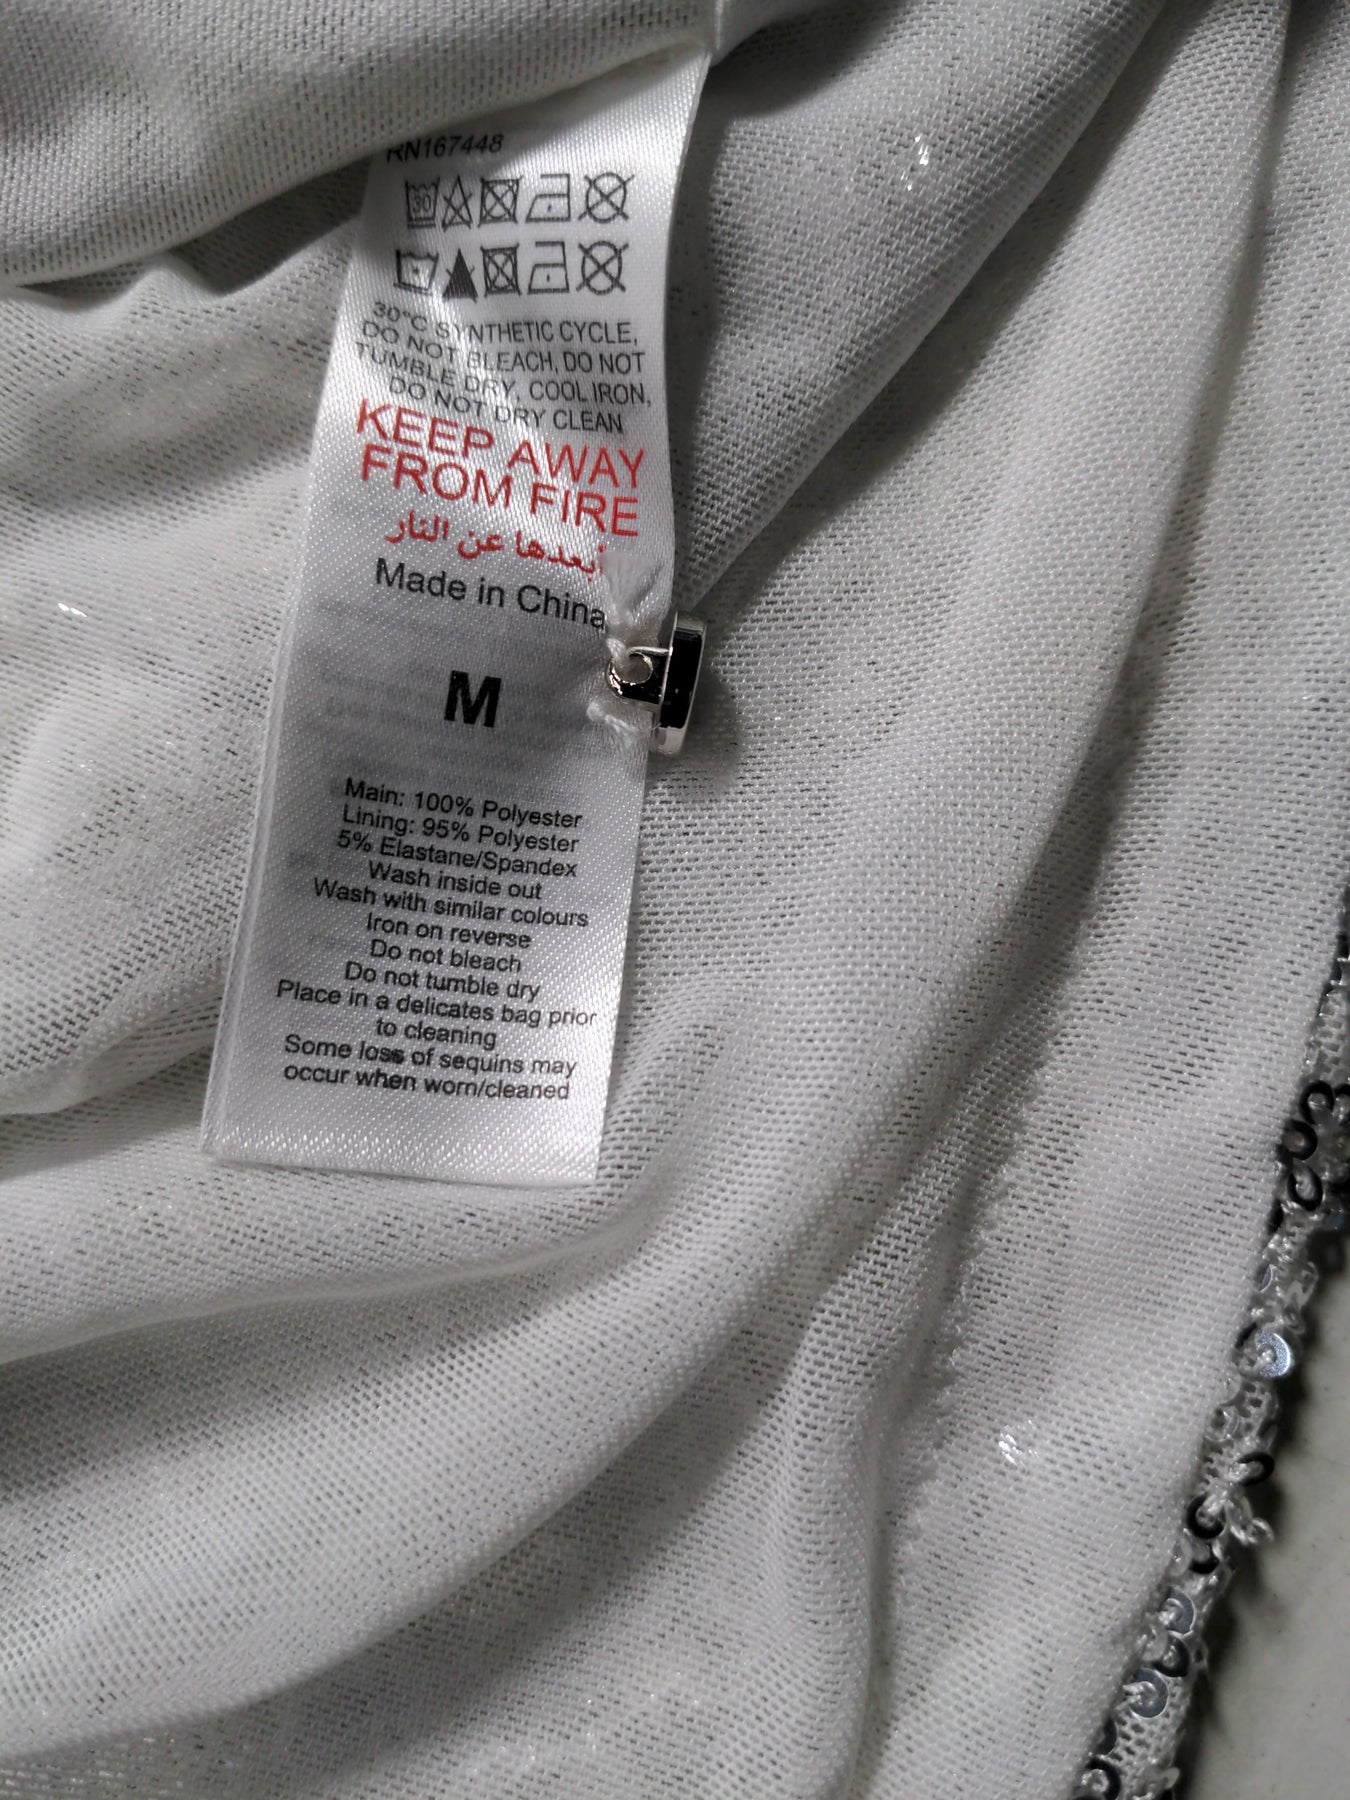 RN167448
30
30°C SYNTHETIC CYCLE,
DO NOT BLEACH, DO NOT
TUMBLE DRY, COOL IRON,
DO NOT DRY CLEAN
KEEP AWAY
FROM FIRE
أبعدها عن النار
Made in China
M
Main: 100% Polyester
Lining: 95% Polyester
5% Elastane/Spandex
Wash inside out
Wash with similar colours
Iron on reverse
Do not bleach
Do not tumble dry
Place in a delicates bag prior
to cleaning
Some loss of sequins may
occur when worn/cleaned